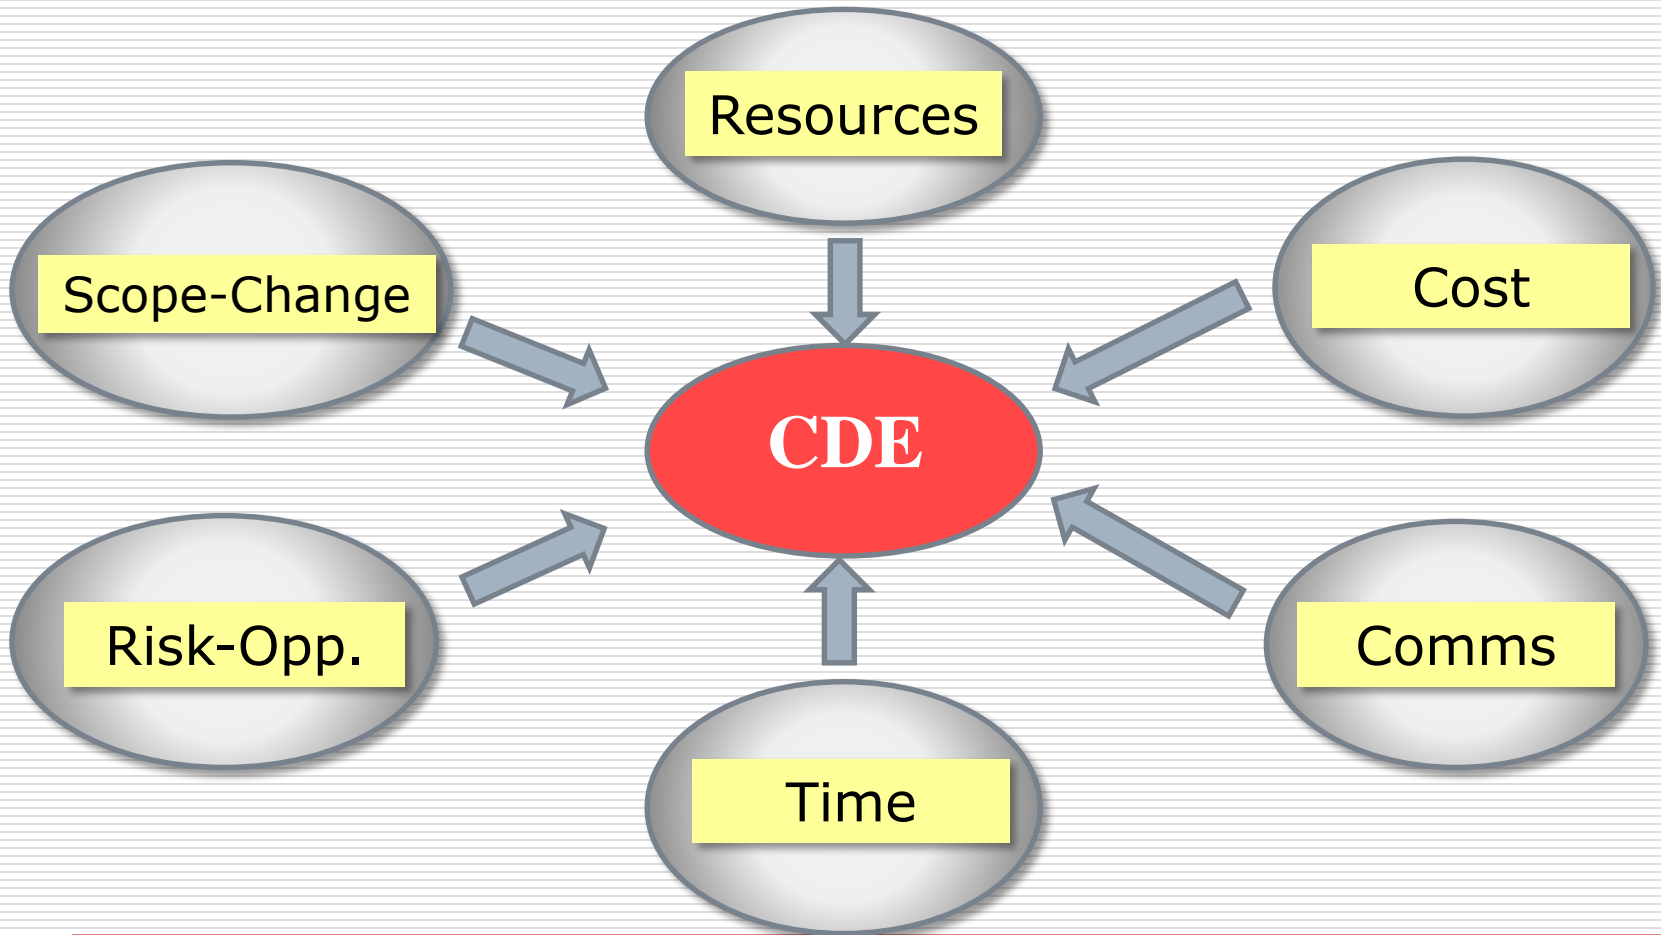 Resources
Scope-Change
Cost
CDE
Risk-Opp.
Comms
Time